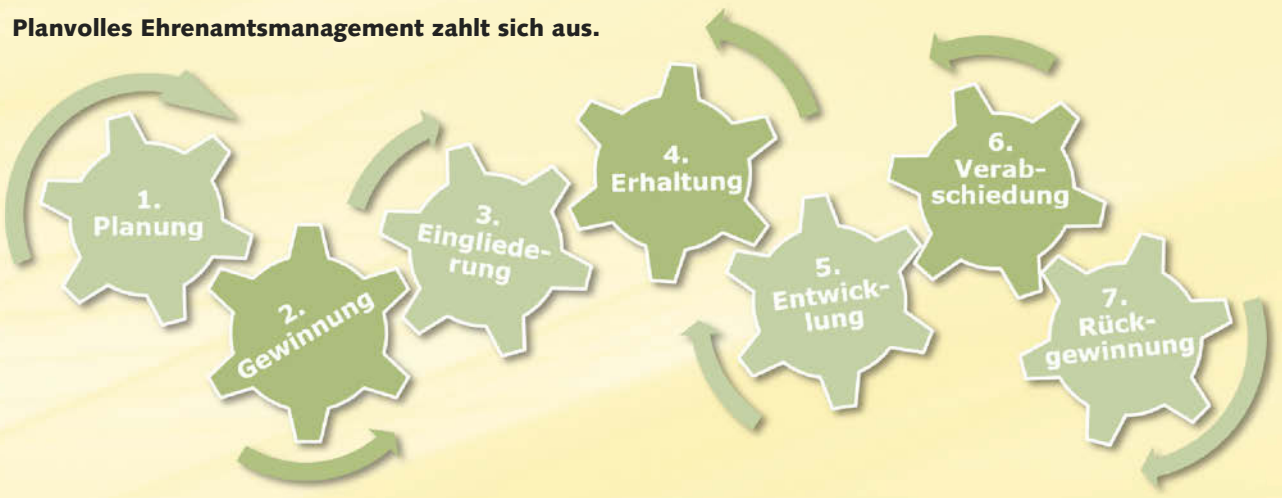 Planvolles Ehrenamtsmanagement zahlt sich aus.
1.
Planung
2.
Gewinnung
3.
Eingliede-
rung
4.
Erhaltung
5.
Entwick-
lung
6.
Verab-
schiedung
7.
Rück-
gewinnung